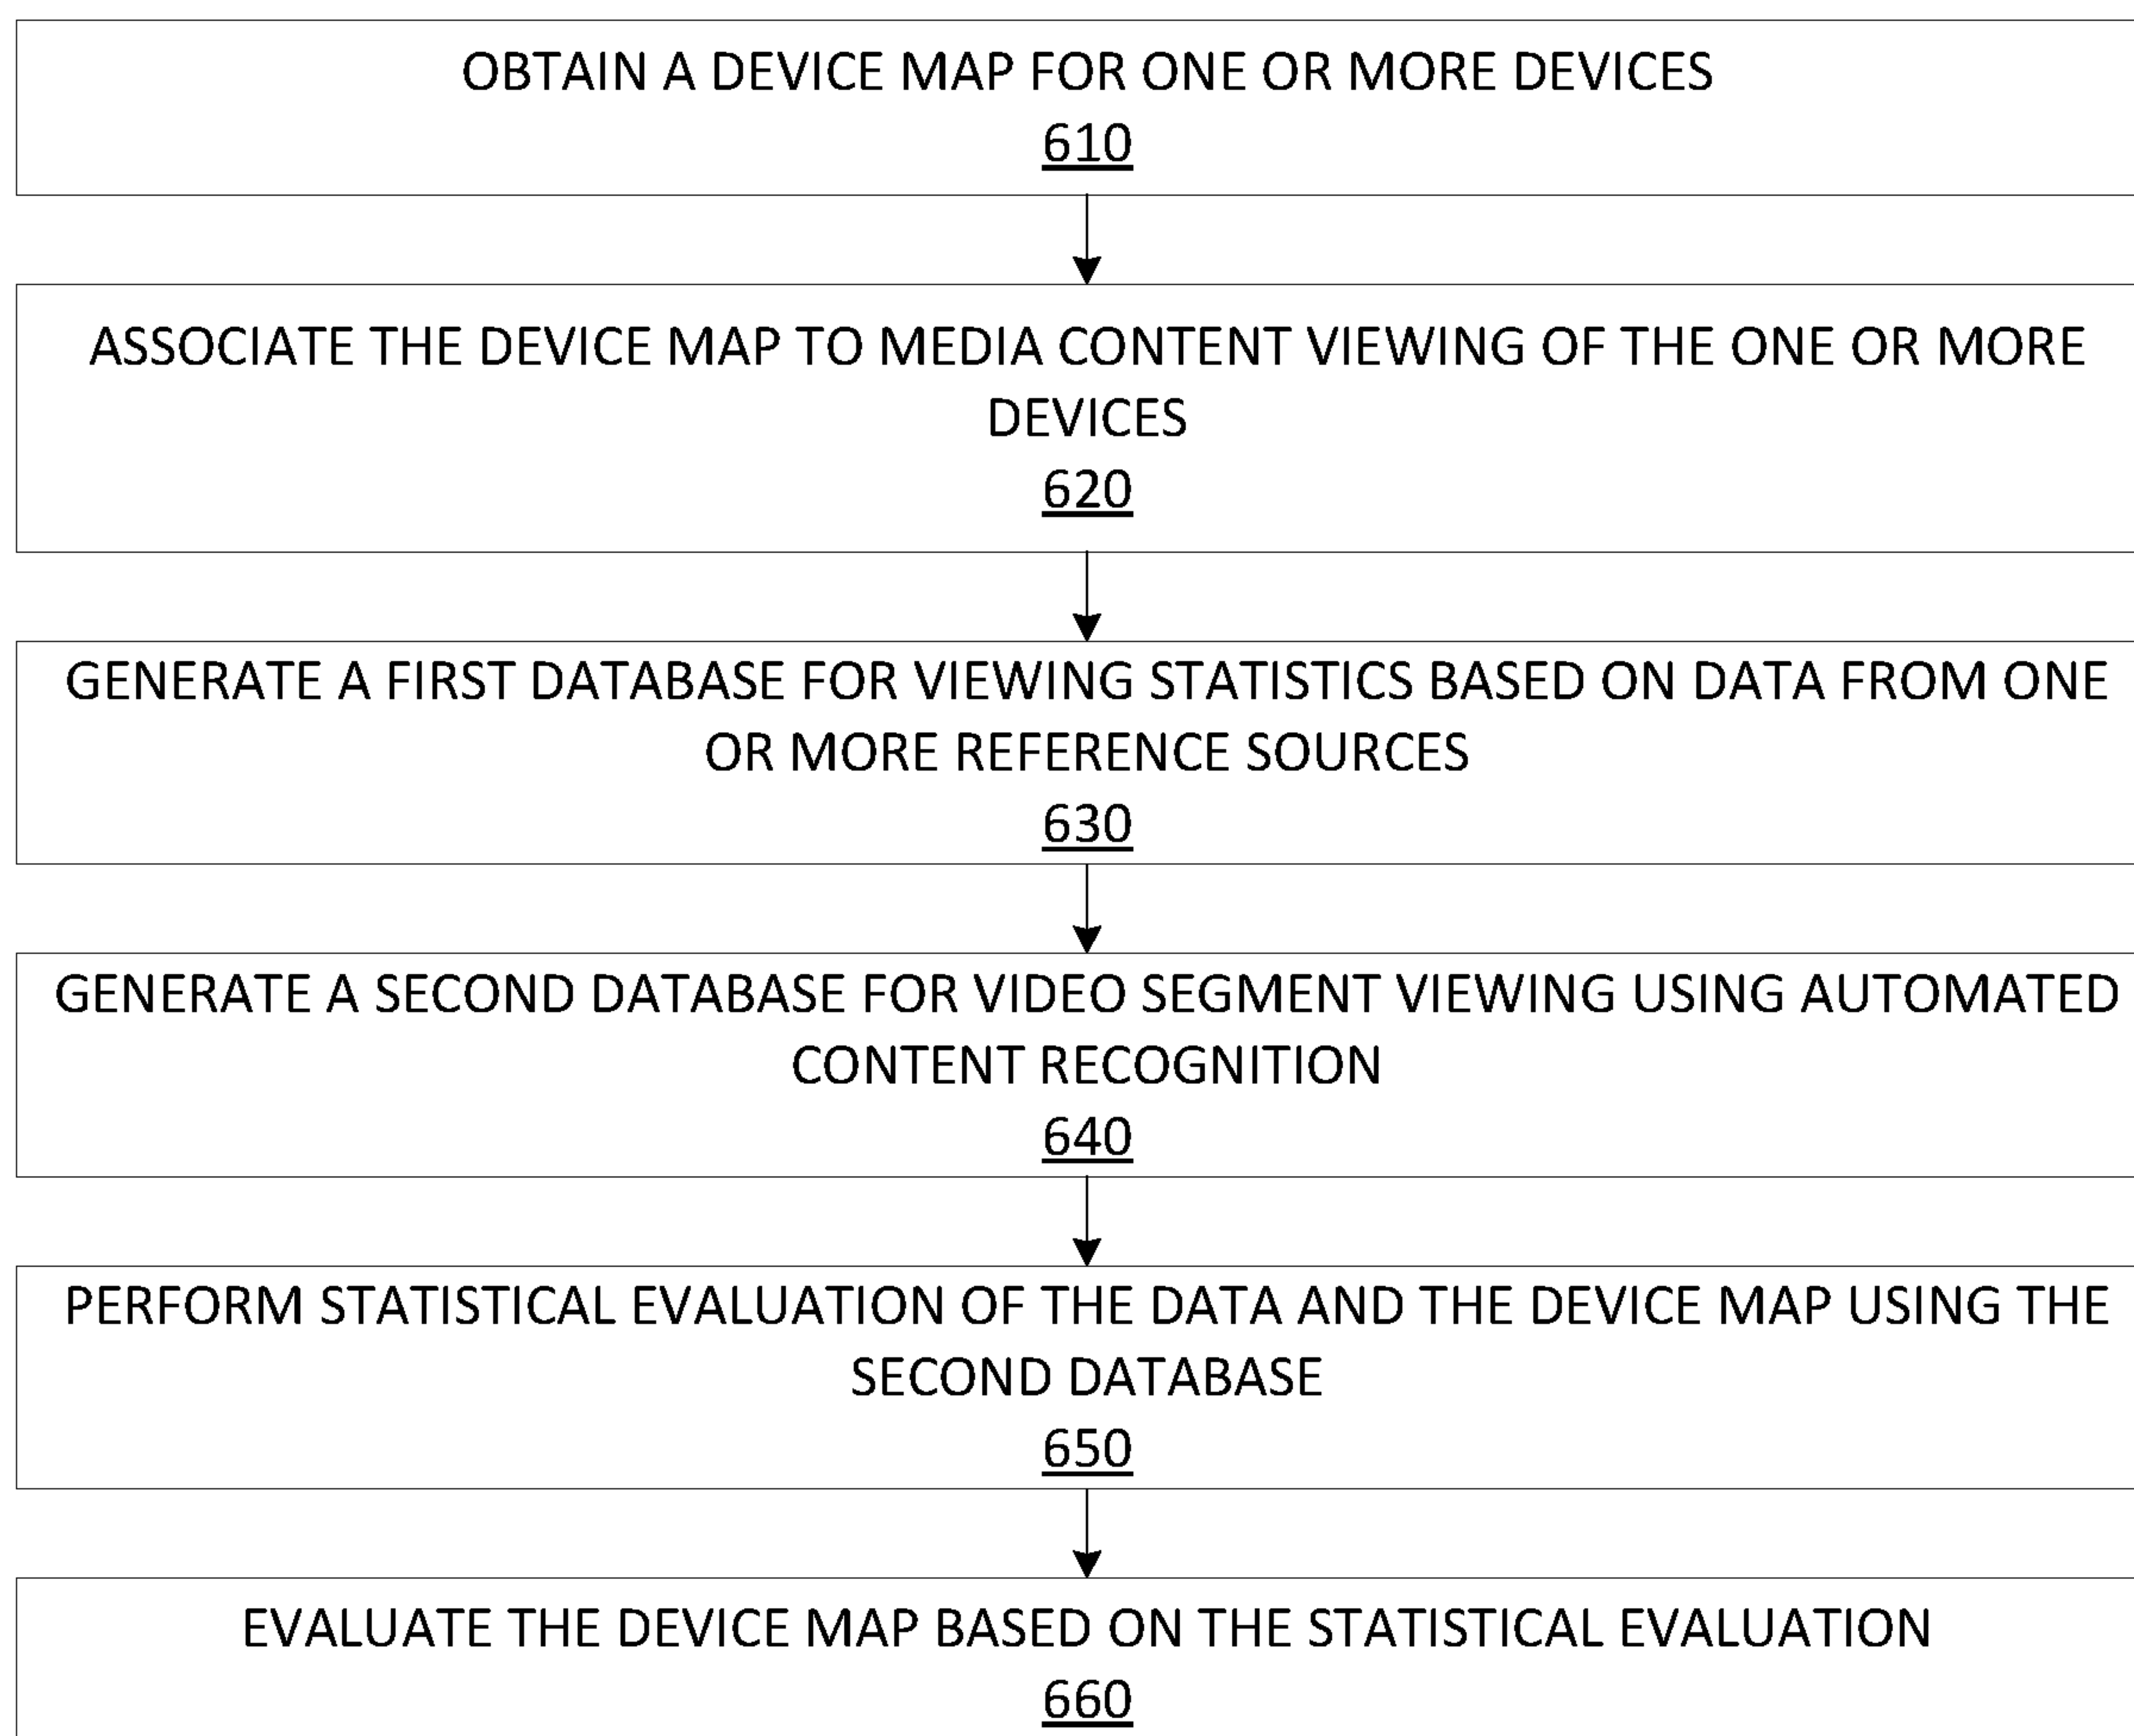 OBTAIN A DEVICE MAP FOR ONE OR MORE DEVICES
610
ASSOCIATE THE DEVICE MAP TO MEDIA CONTENT VIEWING OF THE ONE OR MORE
DEVICES
620
GENERATE A FIRST DATABASE FOR VIEWING STATISTICS BASED ON DATA FROM ONE
OR MORE REFERENCE SOURCES
630
GENERATE A SECOND DATABASE FOR VIDEO SEGMENT VIEWING USING AUTOMATED
CONTENT RECOGNITION
640
PERFORM STATISTICAL EVALUATION OF THE DATA AND THE DEVICE MAP USING THE
SECOND DATABASE
650
EVALUATE THE DEVICE MAP BASED ON THE STATISTICAL EVALUATION
660